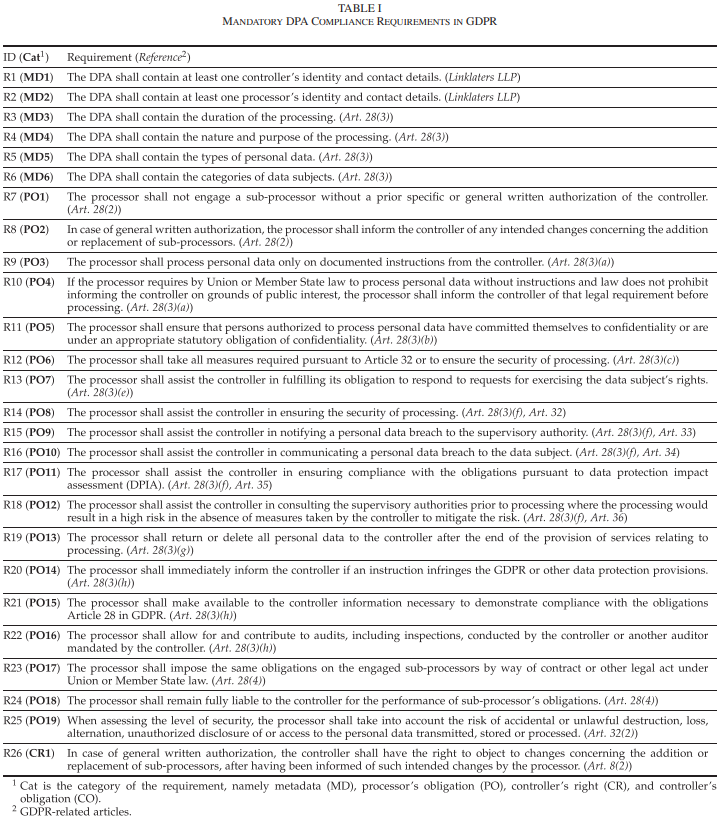 TABLE I
MANDATORY DPA COMPLIANCE REQUIREMENTS IN GDPR
ID (Cat1) Requirement (Reference2)
R1 (MD1) The DPA shall contain at least one controller's identity and contact details. (Linklaters LLP)
R2 (MD2) The DPA shall contain at least one processor's identity and contact details. (Linklaters LLP)
R3 (MD3) The DPA shall contain the duration of the processing. (Art. 28(3))
R4 (MD4) The DPA shall contain the nature and purpose of the processing. (Art. 28(3))
R5 (MD5) The DPA shall contain the types of personal data. (Art. 28(3))
R6 (MD6) The DPA shall contain the categories of data subjects. (Art. 28(3))
R7 (PO1) The processor shall not engage a sub-processor without a prior specific or general written authorization of the controller.
(Art. 28(2))
R8 (PO2) In case of general written authorization, the processor shall inform the controller of any intended changes concerning the addition
or replacement of sub-processors. (Art. 28(2))
R9 (PO3) The processor shall process personal data only on documented instructions from the controller. (Art. 28(3)(a))
R10 (PO4) If the processor requires by Union or Member State law to process personal data without instructions and law does not prohibit
informing the controller on grounds of public interest, the processor shall inform the controller of that legal requirement before
processing. (Art. 28(3)(a))
R11 (PO5) The processor shall ensure that persons authorized to process personal data have committed themselves to confidentiality or are
under an appropriate statutory obligation of confidentiality. (Art. 28(3)(b))
R12 (PO6) The processor shall take all measures required pursuant to Article 32 or to ensure the security of processing. (Art. 28(3)(c))
R13 (PO7) The processor shall assist the controller in fulfilling its obligation to respond to requests for exercising the data subject's rights.
(Art. 28(3)(e))
R14 (PO8) The processor shall assist the controller in ensuring the security of processing. (Art. 28(3)(f), Art. 32)
R15 (PO9) The processor shall assist the controller in notifying a personal data breach to the supervisory authority. (Art. 28(3)(f), Art. 33)
R16 (PO10) The processor shall assist the controller in communicating a personal data breach to the data subject. (Art. 28(3)(f), Art. 34)
R17 (PO11) The processor shall assist the controller in ensuring compliance with the obligations pursuant to data protection impact
assessment (DPIA). (Art. 28(3)(f), Art. 35)
R18 (PO12) The processor shall assist the controller in consulting the supervisory authorities prior to processing where the processing would
result in a high risk in the absence of measures taken by the controller to mitigate the risk. (Art. 28(3)(f), Art. 36)
R19 (PO13) The processor shall return or delete all personal data to the controller after the end of the provision of services relating to
processing. (Art. 28(3)(g))
R20 (PO14) The processor shall immediately inform the controller if an instruction infringes the GDPR or other data protection provisions.
(Art. 28(3)(h))
R21 (PO15) The processor shall make available to the controller information necessary to demonstrate compliance with the obligations
Article 28 in GDPR. (Art. 28(3)(h))
R22 (PO16) The processor shall allow for and contribute to audits, including inspections, conducted by the controller or another auditor
mandated by the controller. (Art. 28(3)(h))
R23 (PO17) The processor shall impose the same obligations on the engaged sub-processors by way of contract or other legal act under
Union or Member State law. (Art. 28(4))
R24 (PO18) The processor shall remain fully liable to the controller for the performance of sub-processor's obligations. (Art. 28(4))
R25 (PO19) When assessing the level of security, the processor shall take into account the risk of accidental or unlawful destruction, loss,
alternation, unauthorized disclosure of or access to the personal data transmitted, stored or processed. (Art. 32(2))
R26 (CR1) In case of general written authorization, the controller shall have the right to object to changes concerning the addition or
replacement of sub-processors, after having been informed of such intended changes by the processor. (Art. 8(2))
1 Cat is the category of the requirement, namely metadata (MD), processor's obligation (PO), controller's right (CR), and controller's
obligation (CO).
2 GDPR-related articles.